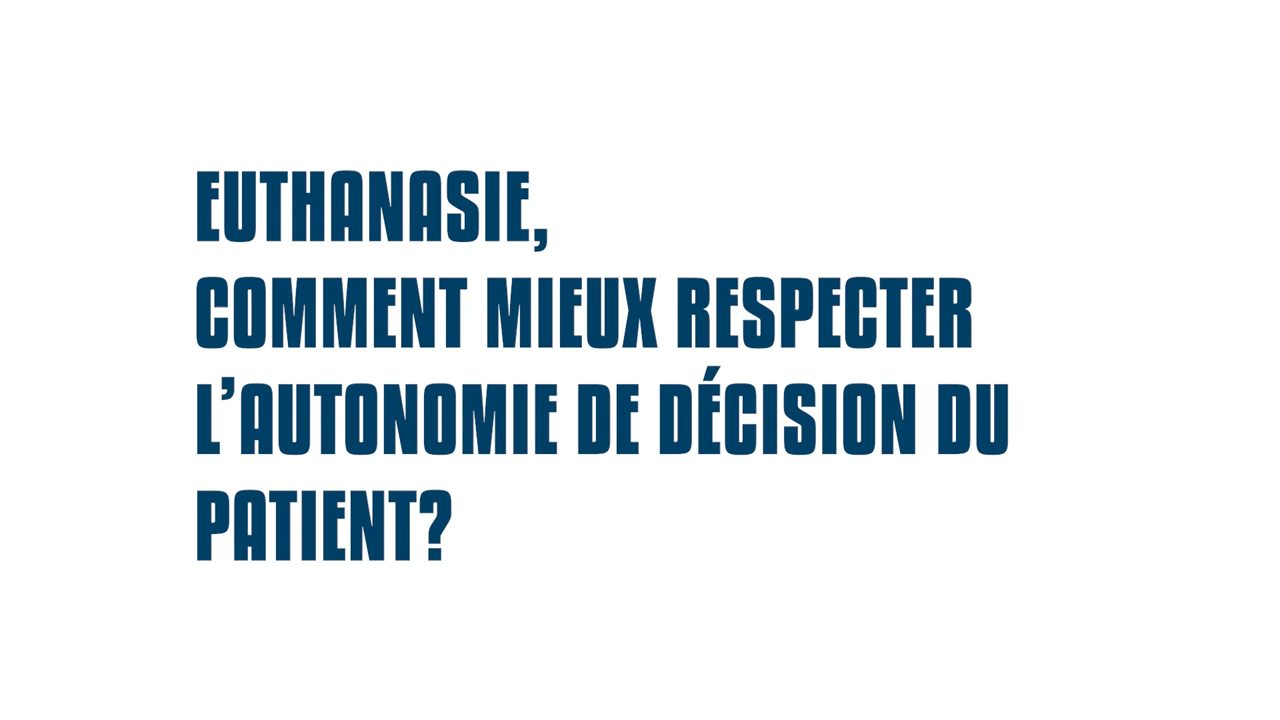 EUTHANASIE,
COMMENT MIEUX RESPECTER
L’AUTONOMIE DE DÉCISION DU
PATIENT?